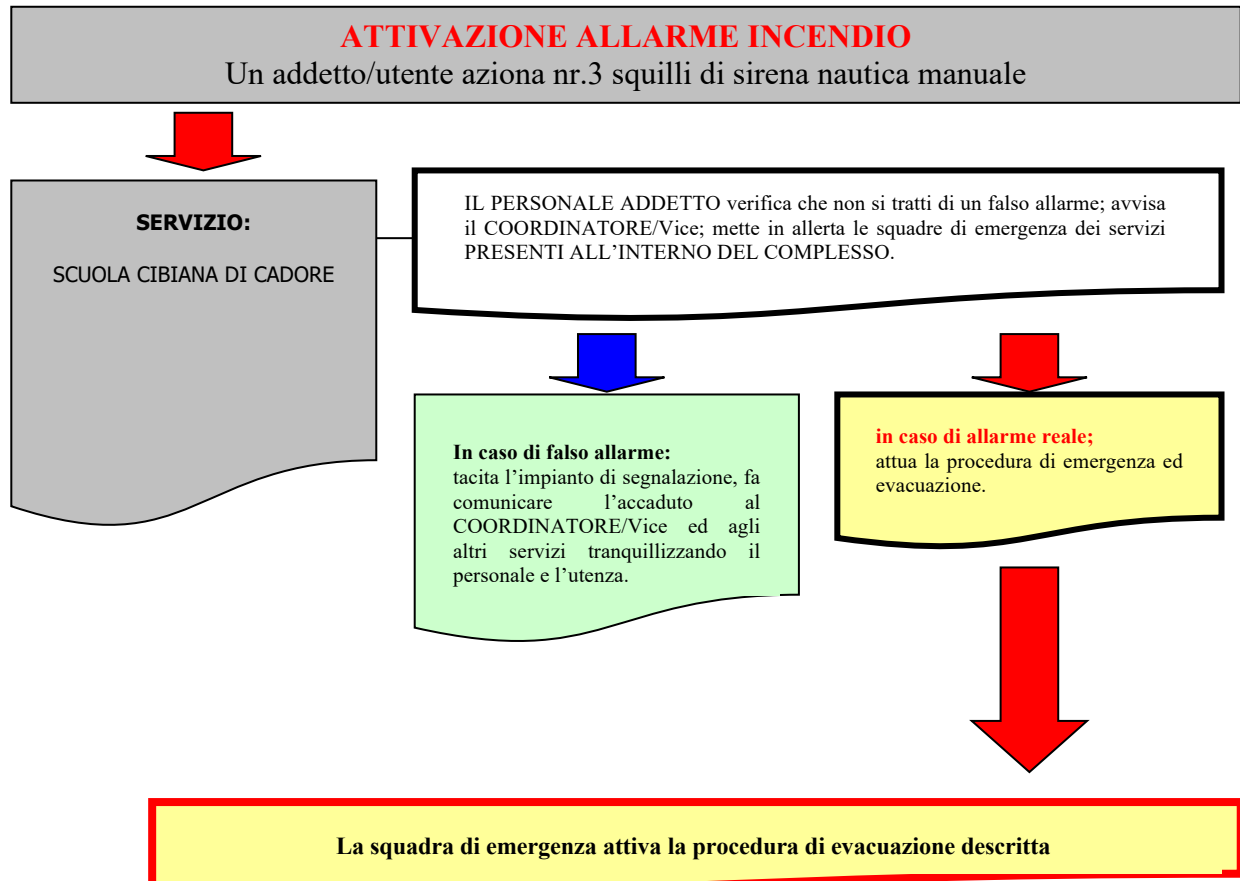 ATTIVAZIONE ALLARME INCENDIO
Un addetto/utente aziona nr.3 squilli di sirena nautica manuale
SERVIZIO:
SCUOLA CIBIANA DI CADORE
IL PERSONALE ADDETTO verifica che non si tratti di un falso allarme; avvisa
il COORDINATORE/Vice; mette in allerta le squadre di emergenza dei servizi
PRESENTI ALL'INTERNO DEL COMPLESSO.
In caso di falso allarme:
tacita l'impianto di segnalazione, fa
comunicare l'accaduto al
COORDINATORE/Vice ed agli
altri servizi tranquillizzando il
personale e l'utenza.
in caso di allarme reale;
attua la procedura di emergenza ed
evacuazione.
La squadra di emergenza attiva la procedura di evacuazione descritta